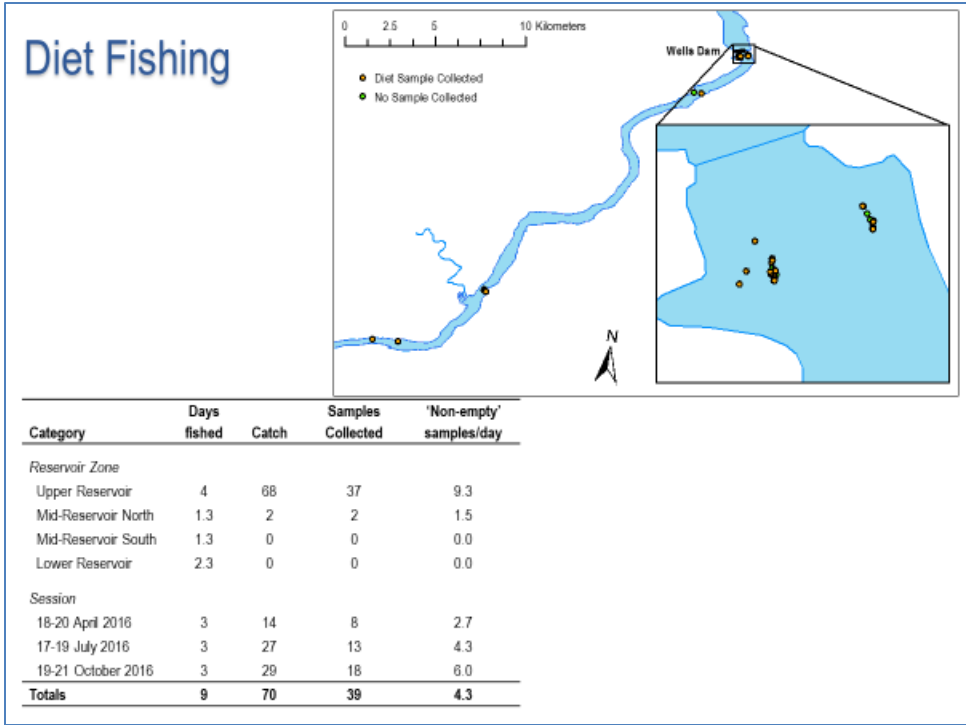 Diet Fishing
0 2.5 5 10 Kilometers
Diet Sample Collected
No Sample Collected
Wells Dam
N
Days Samples 'Non-empty'
Category fished Catch Collected samples/day
Reservoir Zone
Upper Reservoir 4 68 37 9.3
Mid-Reservoir North 1.3 2 2 1.5
Mid-Reservoir South 1.3 0 0 0.0
Lower Reservoir 2.3 0 0 0.0
Session
18-20 April 2016 3 14 8 2.7
17-19 July 2016 3 27 13 4.3
19-21 October 2016 3 29 18 6.0
Totals 9 70 39 4.3